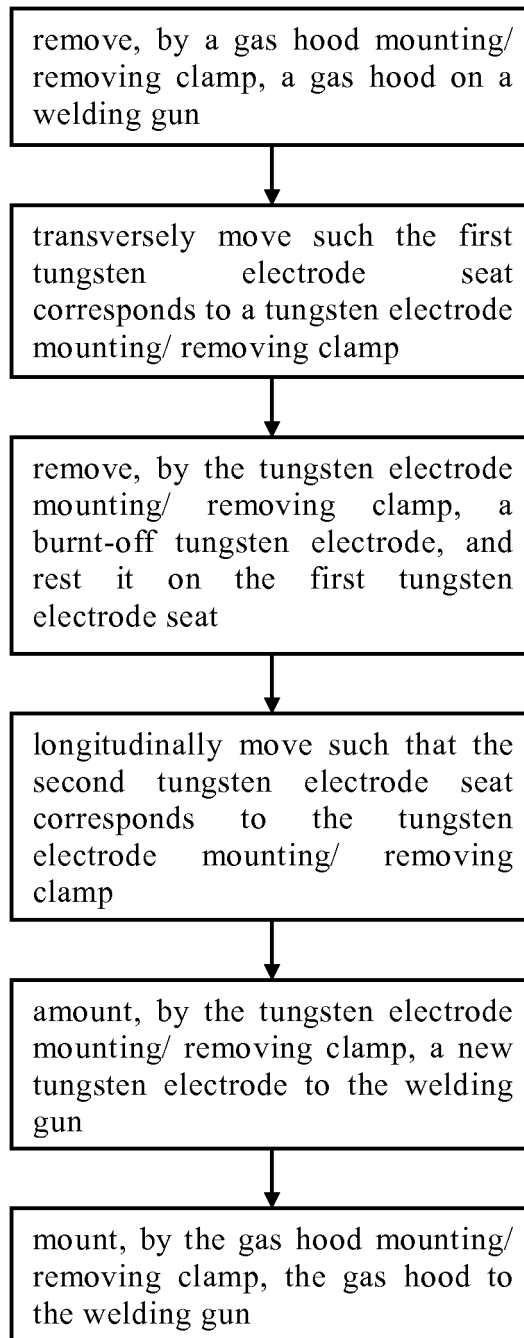 remove, by a gas hood mounting/
removing clamp, a gas hood on a
welding gun
transversely move such the first
tungsten electrode seat
corresponds to a tungsten electrode
mounting/ removing clamp
remove, by the tungsten electrode
mounting/ removing clamp, a
burnt-off tungsten electrode, and
rest it on the first tungsten
electrode seat
longitudinally move such that the
second tungsten electrode seat
corresponds to the tungsten
electrode mounting/ removing
clamp
amount, by the tungsten electrode
mounting/ removing clamp, a new
tungsten electrode to the welding
gun
mount, by the gas hood mounting/
removing clamp, the gas hood to
the welding gun